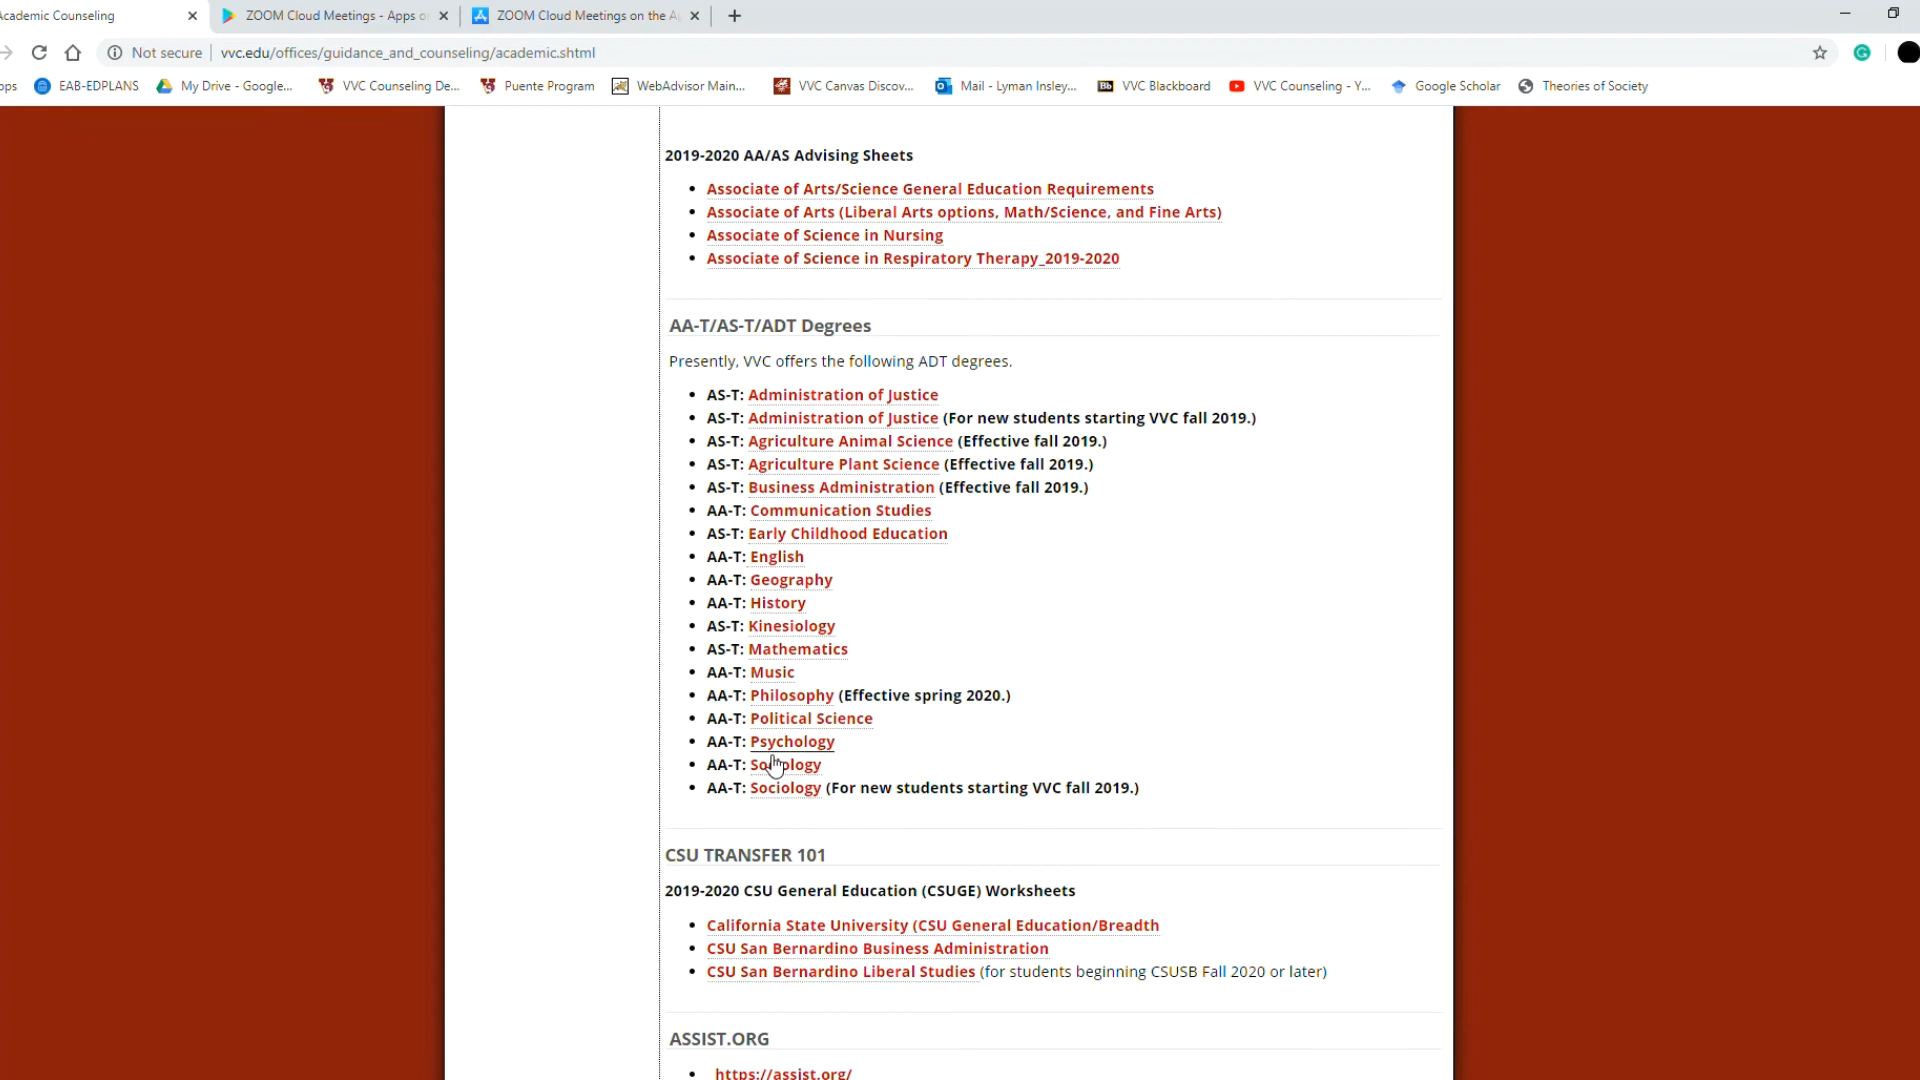 Academic Counseling
ZOOM Cloud Meetings - Apps o
ZOOM Cloud Meetings on the A
Not secure
vvc.edu/offices/guidance_and_counseling/academic.shtml
EAB-EDPLANS
My Drive - Google...
VVC Counseling De...
Puente Program
WebAdvisor Main...
VVC Canvas Discov...
Mail - Lyman Insley...
Bb VVC Blackboard
VVC Counseling - Y...
Google Scholar
Theories of Society
2019-2020 AA/AS Advising Sheets
• Associate of Arts/Science General Education Requirements
• Associate of Arts (Liberal Arts options, Math/Science, and Fine Arts)
• Associate of Science in Nursing
• Associate of Science in Respiratory Therapy_2019-2020
AA-T/AS-T/ADT Degrees
Presently, VVC offers the following ADT degrees.
• AS-T: Administration of Justice
• AS-T: Administration of Justice (For new students starting VVC fall 2019.)
• AS-T: Agriculture Animal Science (Effective fall 2019.)
• AS-T: Agriculture Plant Science (Effective fall 2019.)
• AS-T: Business Administration (Effective fall 2019.)
• AA-T: Communication Studies
• AS-T: Early Childhood Education
• AA-T: English
• AA-T: Geography
• AA-T: History
• AS-T: Kinesiology
• AS-T: Mathematics
• AA-T: Music
• AA-T: Philosophy (Effective spring 2020.)
• AA-T: Political Science
• AA-T: Psychology
• AA-T: Sociology
• AA-T: Sociology (For new students starting VVC fall 2019.)
CSU TRANSFER 101
2019-2020 CSU General Education (CSUGE) Worksheets
• California State University (CSU General Education/Breadth
• CSU San Bernardino Business Administration
• CSU San Bernardino Liberal Studies (for students beginning CSUSB Fall 2020 or later)
ASSIST.ORG
• https://assist.org/